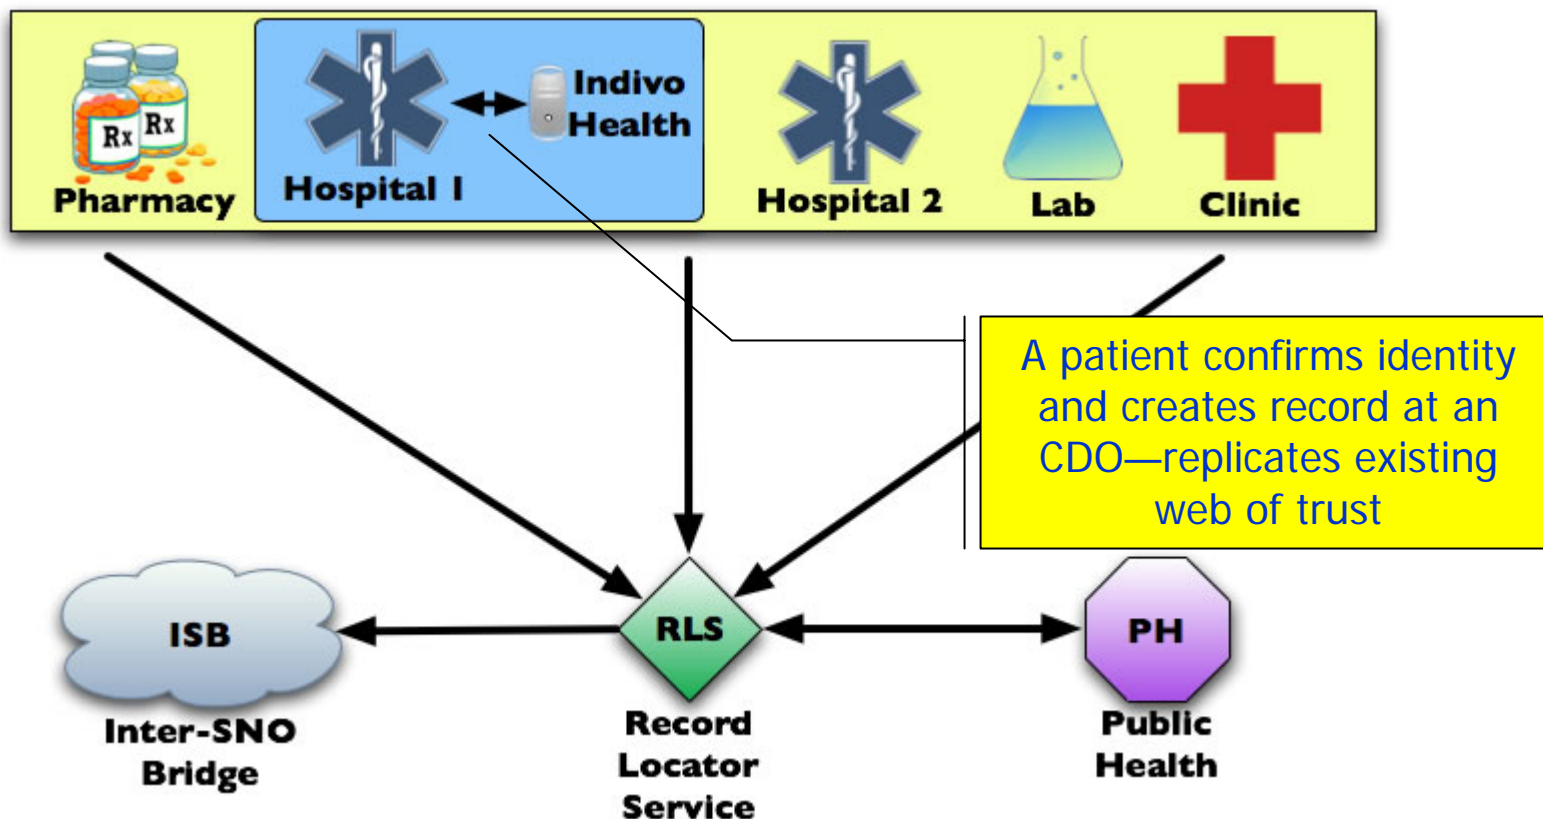 Rx
Rx
Pharmacy
Hospital 1
Indivo
Health
Hospital 2
Lab
Clinic
A patient confirms identity
and creates record at an
CDO—replicates existing
web of trust
ISB
Inter-SNO
Bridge
RLS
Record
Locator
Service
PH
Public
Health